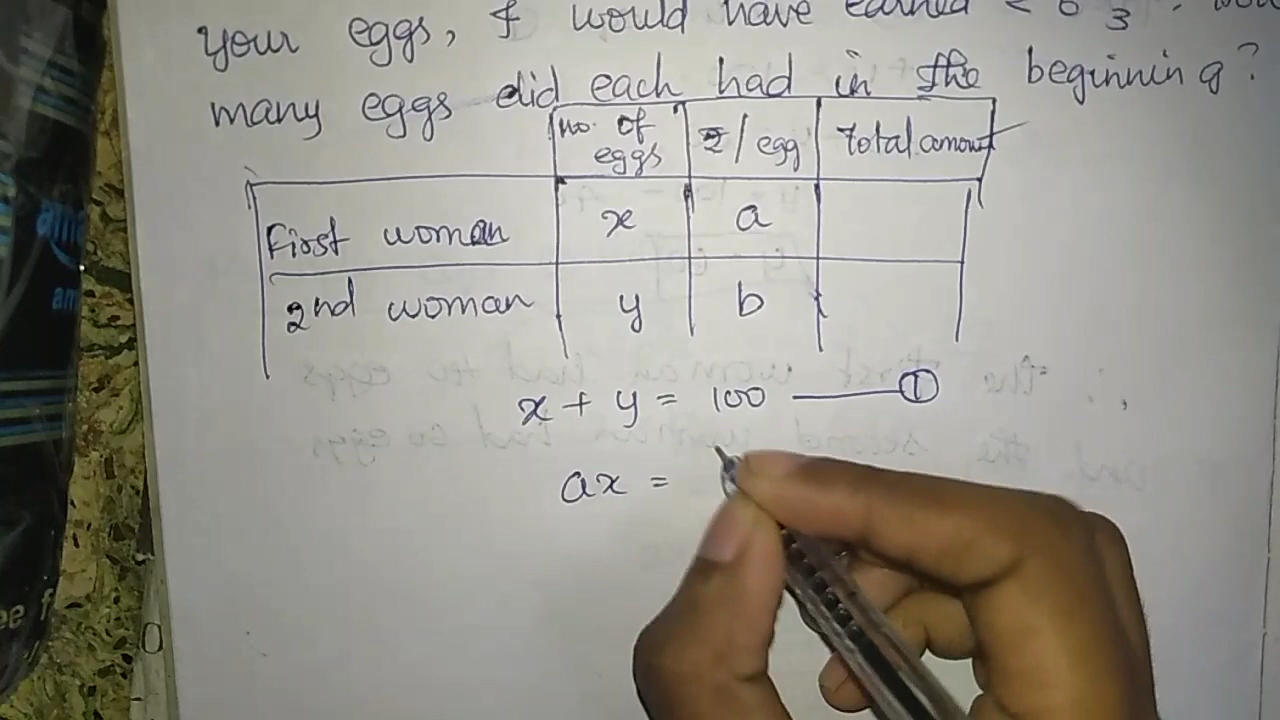 your eggs, I would have earned ₹ 6 3
many eggs did each had in the beginning?
no. of eggs ₹/egg total amount
First woman x a
2nd woman y b
x + y = 100 ——— ①
ax =